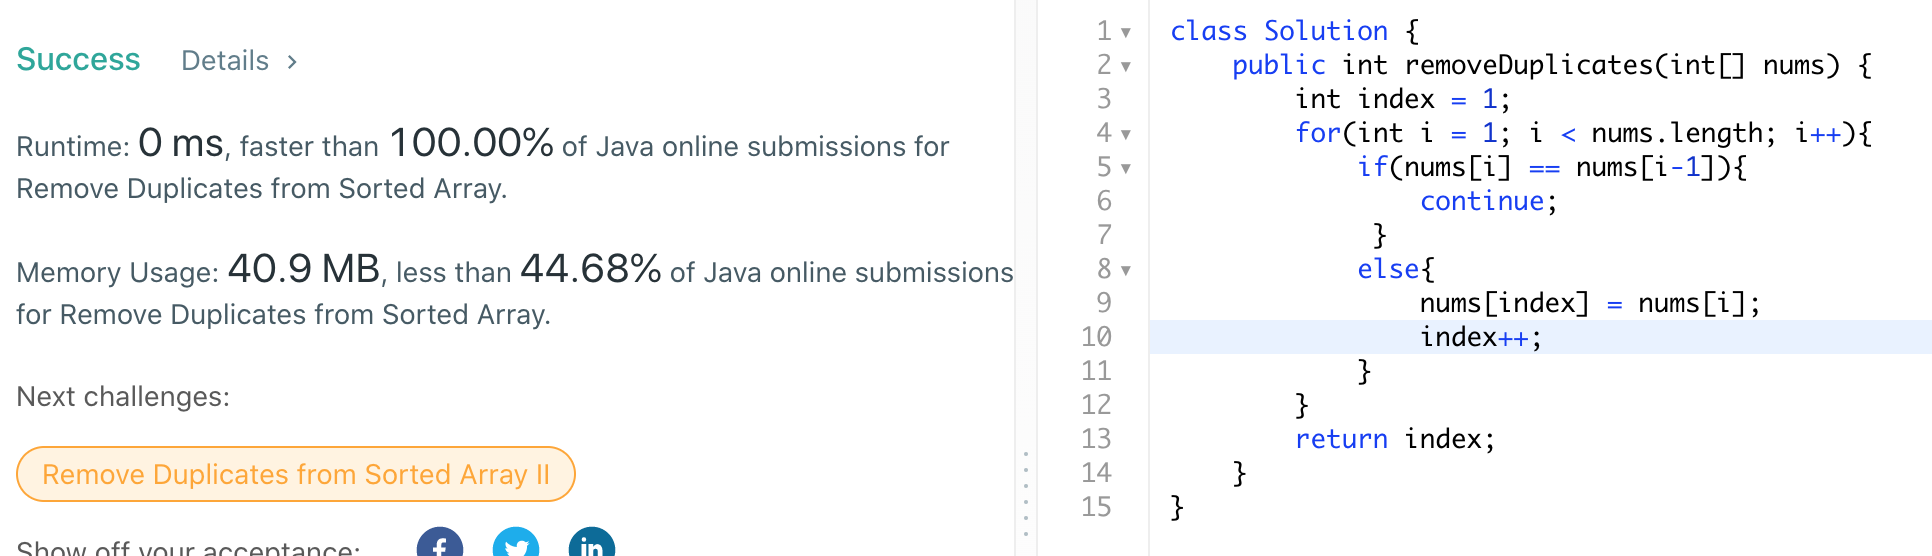 Success Details >
Runtime: 0 ms, faster than 100.00% of Java online submissions for
Remove Duplicates from Sorted Array.
Memory Usage: 40.9 MB, less than 44.68% of Java online submissions
for Remove Duplicates from Sorted Array.
Next challenges:
Remove Duplicates from Sorted Array II
Show off your acceptance: f in
1 class Solution {
2 public int removeDuplicates(int[] nums) {
3 int index = 1;
4 for(int i = 1; i < nums.length; i++){
5 if(nums[i] == nums[i-1]){
6 continue;
7 }
8 else{
9 nums[index] = nums[i];
10 index++;
11 }
12 }
13 return index;
14 }
15 }